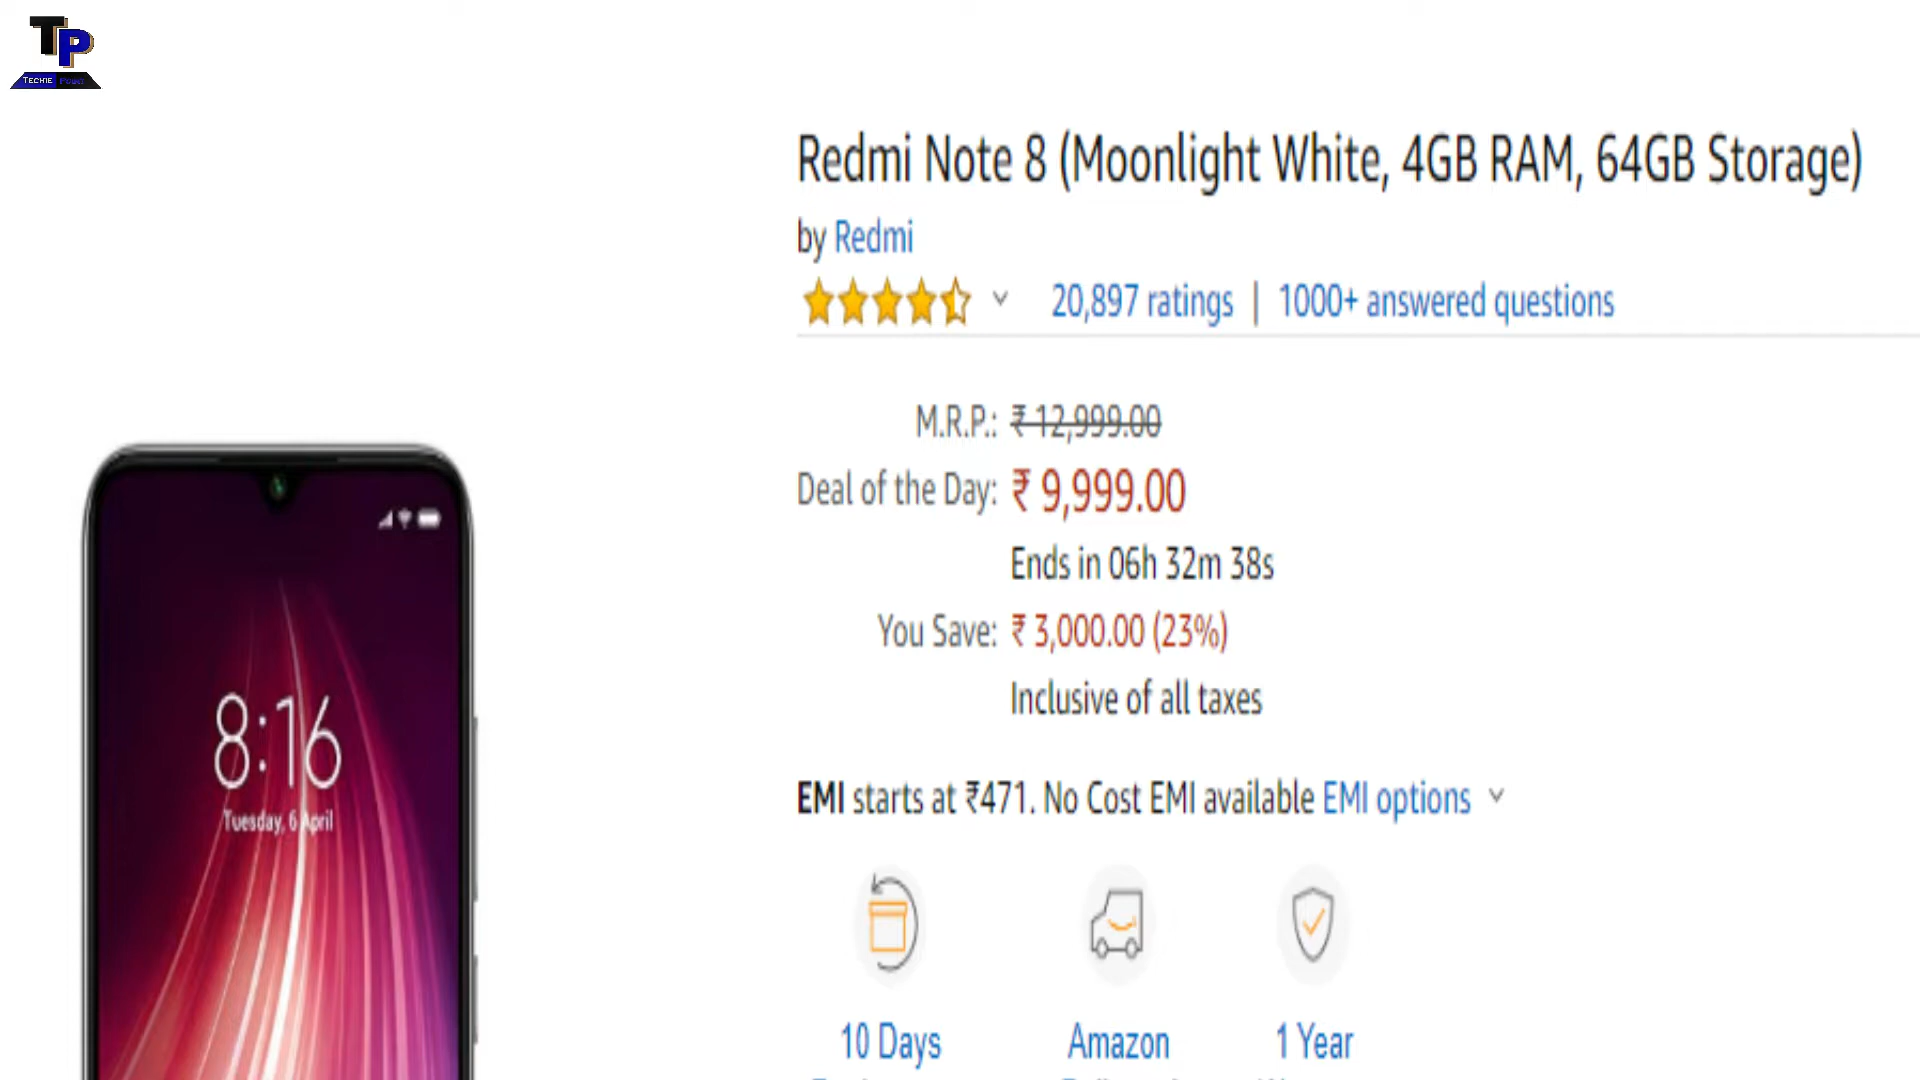 TP
TECHIE Point
Redmi Note 8 (Moonlight White, 4GB RAM, 64GB Storage)
by Redmi
20,897 ratings | 1000+ answered questions
M.R.P.: ₹ 12,999.00
Deal of the Day: ₹ 9,999.00
Ends in 06h 32m 38s
You Save: ₹ 3,000.00 (23%)
Inclusive of all taxes
8:16
Tuesday, 6 April
EMI starts at ₹471. No Cost EMI available EMI options
10 Days
Amazon
1 Year